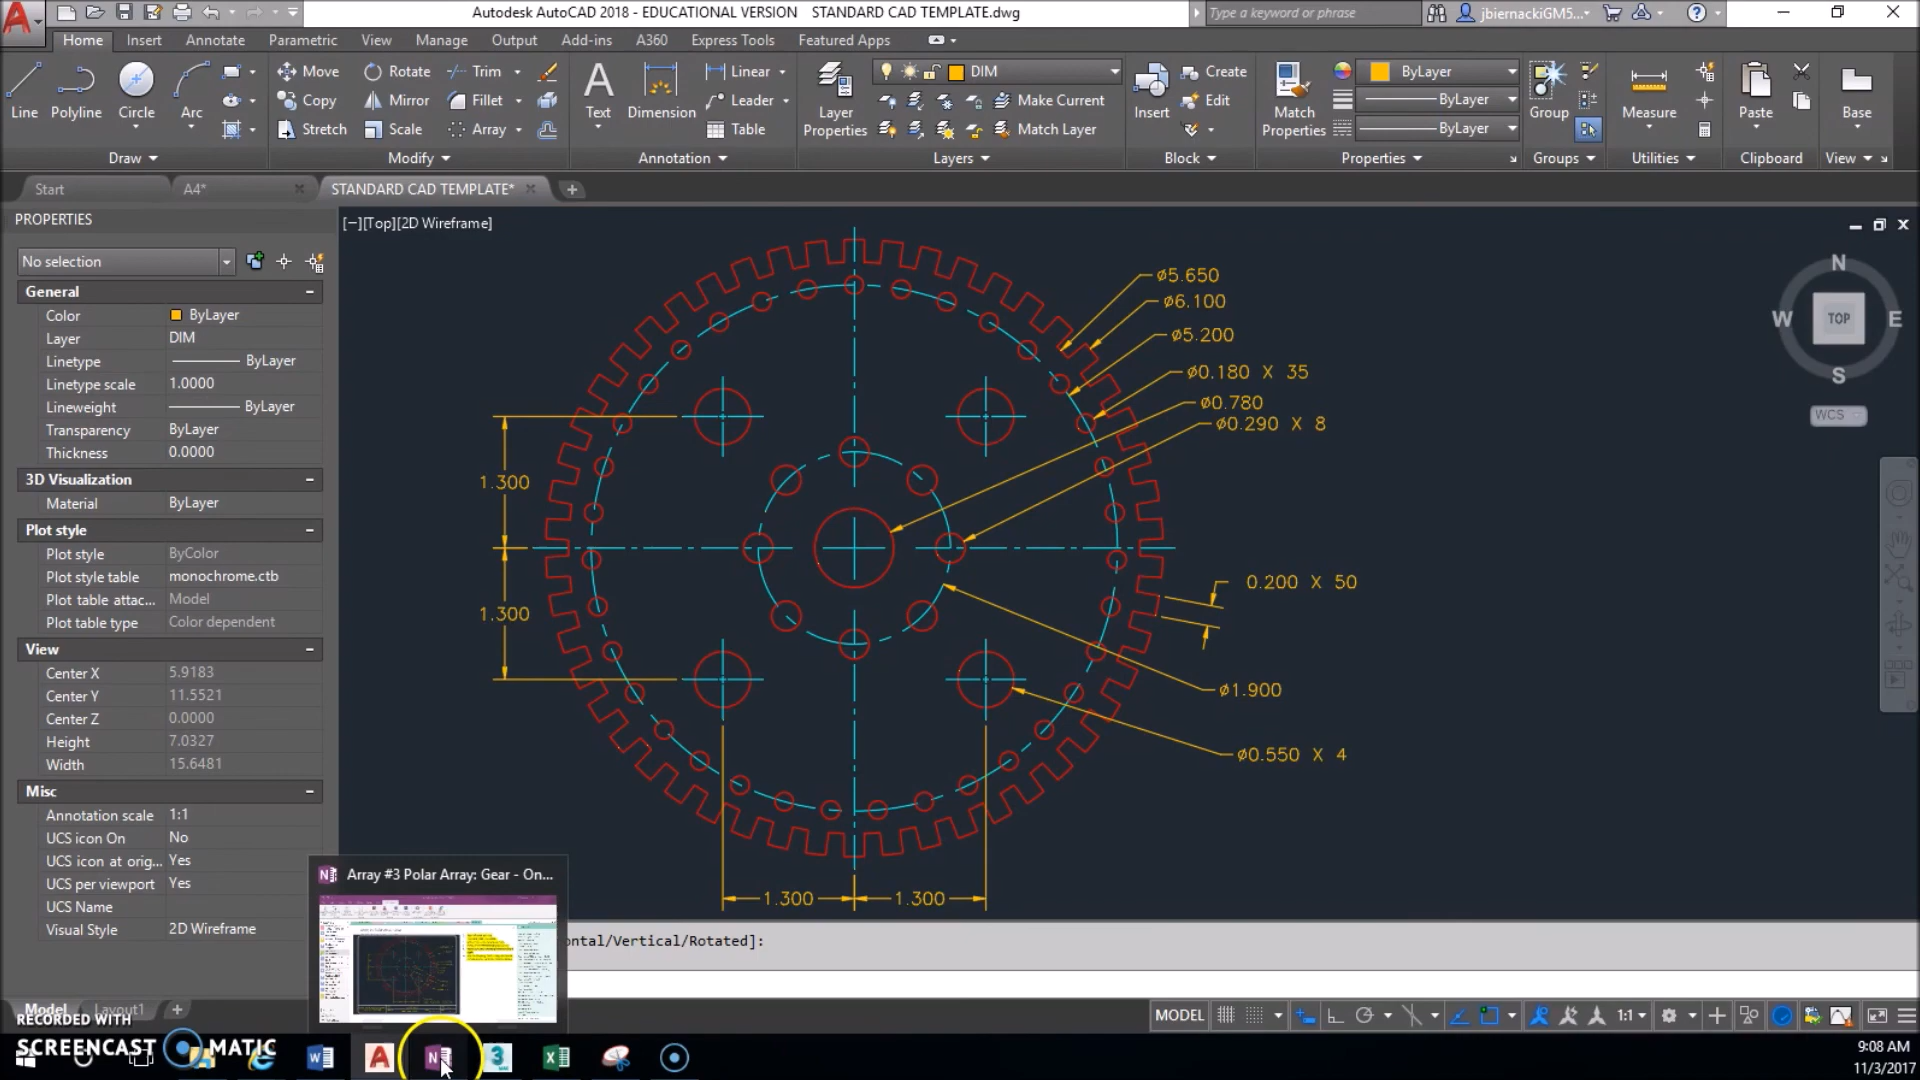 Autodesk AutoCAD 2018 - EDUCATIONAL VERSION STANDARD CAD TEMPLATE.dwg
Type a keyword or phrase
jbiernackiGM5...
Home Insert Annotate Parametric View Manage Output Add-ins A360 Express Tools Featured Apps
Line Polyline Circle Arc
Move Rotate Trim
Copy Mirror Fillet
Stretch Scale Array
Text Dimension
Linear
Leader
Table
Layer Properties
DIM
Make Current
Match Layer
Insert
Create
Edit
Match Properties
ByLayer
ByLayer
ByLayer
Group Measure Paste Base
Draw Modify Annotation Layers Block Properties Groups Utilities Clipboard View
Start A4* STANDARD CAD TEMPLATE*
PROPERTIES
No selection
General
Color ByLayer
Layer DIM
Linetype ByLayer
Linetype scale 1.0000
Lineweight ByLayer
Transparency ByLayer
Thickness 0.0000
3D Visualization
Material ByLayer
Plot style
Plot style ByColor
Plot style table monochrome.ctb
Plot table attac... Model
Plot table type Color dependent
View
Center X 5.9183
Center Y 11.5521
Center Z 0.0000
Height 7.0327
Width 15.6481
Misc
Annotation scale 1:1
UCS icon On No
UCS icon at orig... Yes
UCS per viewport Yes
UCS Name
Visual Style 2D Wireframe
[−][Top][2D Wireframe]
ø5.650
ø6.100
ø5.200
ø0.180 X 35
ø0.780
ø0.290 X 8
1.300
0.200 X 50
1.300
ø1.900
ø0.550 X 4
1.300 1.300
N
W TOP E
S
WCS
Array #3 Polar Array: Gear - On...
ontal/Vertical/Rotated]:
Model Layout1
MODEL 1:1
RECORDED WITH
SCREENCAST MATIC
9:08 AM
11/3/2017